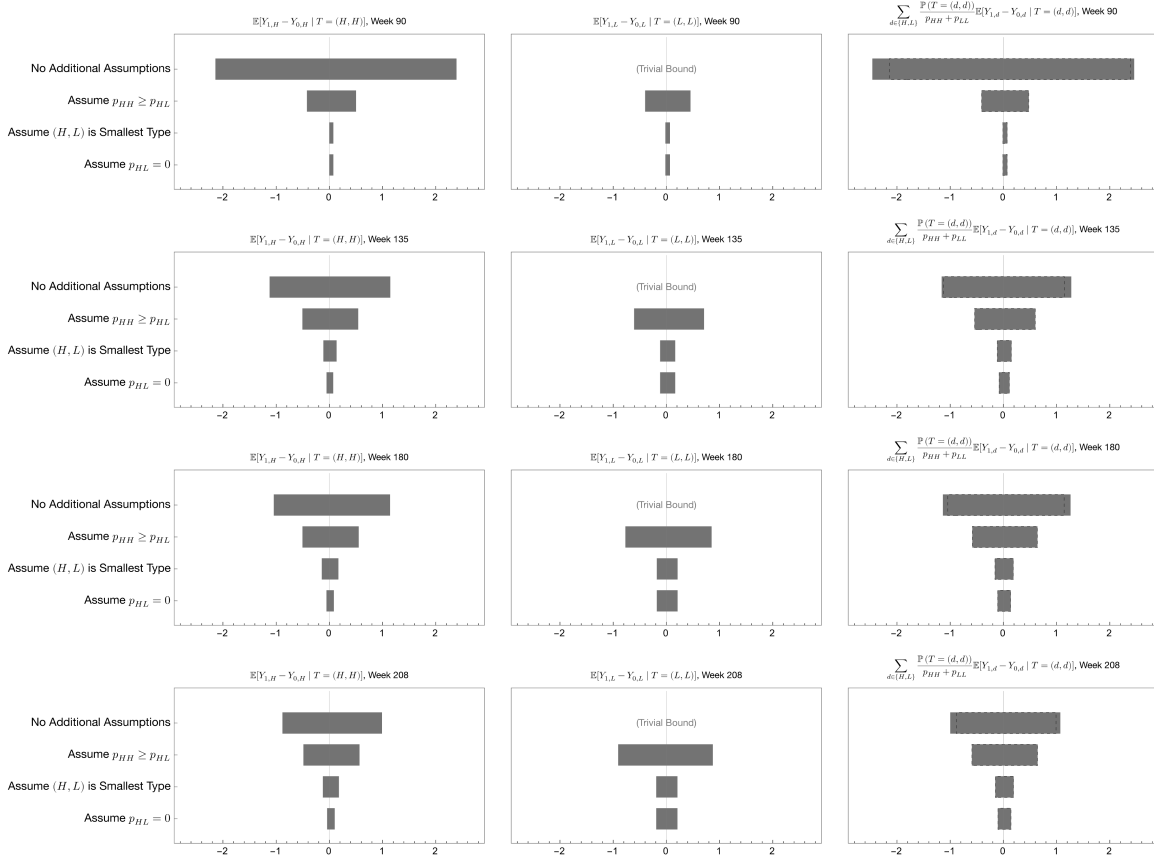 𝔼[Y_{1,H} − Y_{0,H} | T = (H, H)], Week 90
No Additional Assumptions
Assume p_{HH} ≥ p_{HL}
Assume (H, L) is Smallest Type
Assume p_{HL} = 0
−2 −1 0 1 2
𝔼[Y_{1,L} − Y_{0,L} | T = (L, L)], Week 90
(Trivial Bound)
−2 −1 0 1 2
∑_{d∈{H,L}} ℙ(T = (d, d)) / (p_{HH} + p_{LL}) 𝔼[Y_{1,d} − Y_{0,d} | T = (d, d)], Week 90
−2 −1 0 1 2
𝔼[Y_{1,H} − Y_{0,H} | T = (H, H)], Week 135
No Additional Assumptions
Assume p_{HH} ≥ p_{HL}
Assume (H, L) is Smallest Type
Assume p_{HL} = 0
−2 −1 0 1 2
𝔼[Y_{1,L} − Y_{0,L} | T = (L, L)], Week 135
(Trivial Bound)
−2 −1 0 1 2
∑_{d∈{H,L}} ℙ(T = (d, d)) / (p_{HH} + p_{LL}) 𝔼[Y_{1,d} − Y_{0,d} | T = (d, d)], Week 135
−2 −1 0 1 2
𝔼[Y_{1,H} − Y_{0,H} | T = (H, H)], Week 180
No Additional Assumptions
Assume p_{HH} ≥ p_{HL}
Assume (H, L) is Smallest Type
Assume p_{HL} = 0
−2 −1 0 1 2
𝔼[Y_{1,L} − Y_{0,L} | T = (L, L)], Week 180
(Trivial Bound)
−2 −1 0 1 2
∑_{d∈{H,L}} ℙ(T = (d, d)) / (p_{HH} + p_{LL}) 𝔼[Y_{1,d} − Y_{0,d} | T = (d, d)], Week 180
−2 −1 0 1 2
𝔼[Y_{1,H} − Y_{0,H} | T = (H, H)], Week 208
No Additional Assumptions
Assume p_{HH} ≥ p_{HL}
Assume (H, L) is Smallest Type
Assume p_{HL} = 0
−2 −1 0 1 2
𝔼[Y_{1,L} − Y_{0,L} | T = (L, L)], Week 208
(Trivial Bound)
−2 −1 0 1 2
∑_{d∈{H,L}} ℙ(T = (d, d)) / (p_{HH} + p_{LL}) 𝔼[Y_{1,d} − Y_{0,d} | T = (d, d)], Week 208
−2 −1 0 1 2